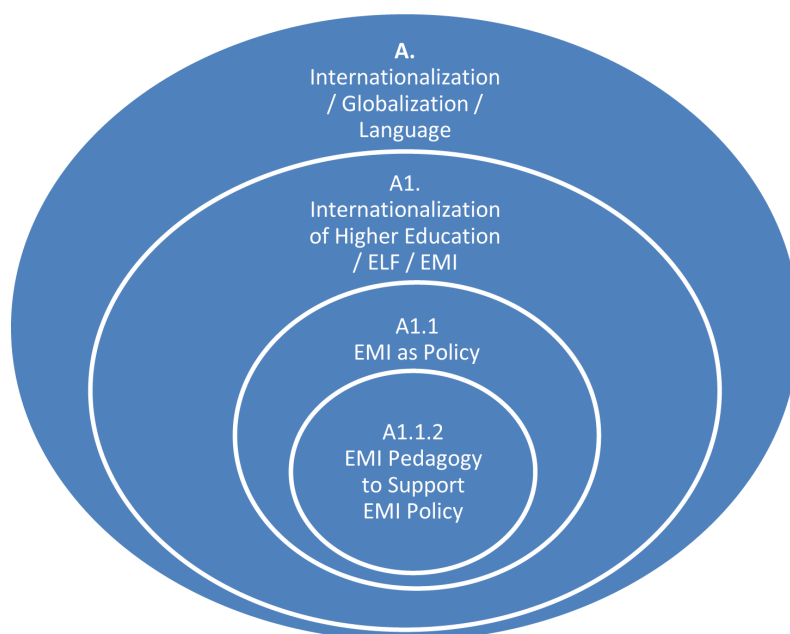 A.
Internationalization
/ Globalization /
Language
A1.
Internationalization
of Higher Education
/ ELF / EMI
A1.1
EMI as Policy
A1.1.2
EMI Pedagogy
to Support
EMI Policy